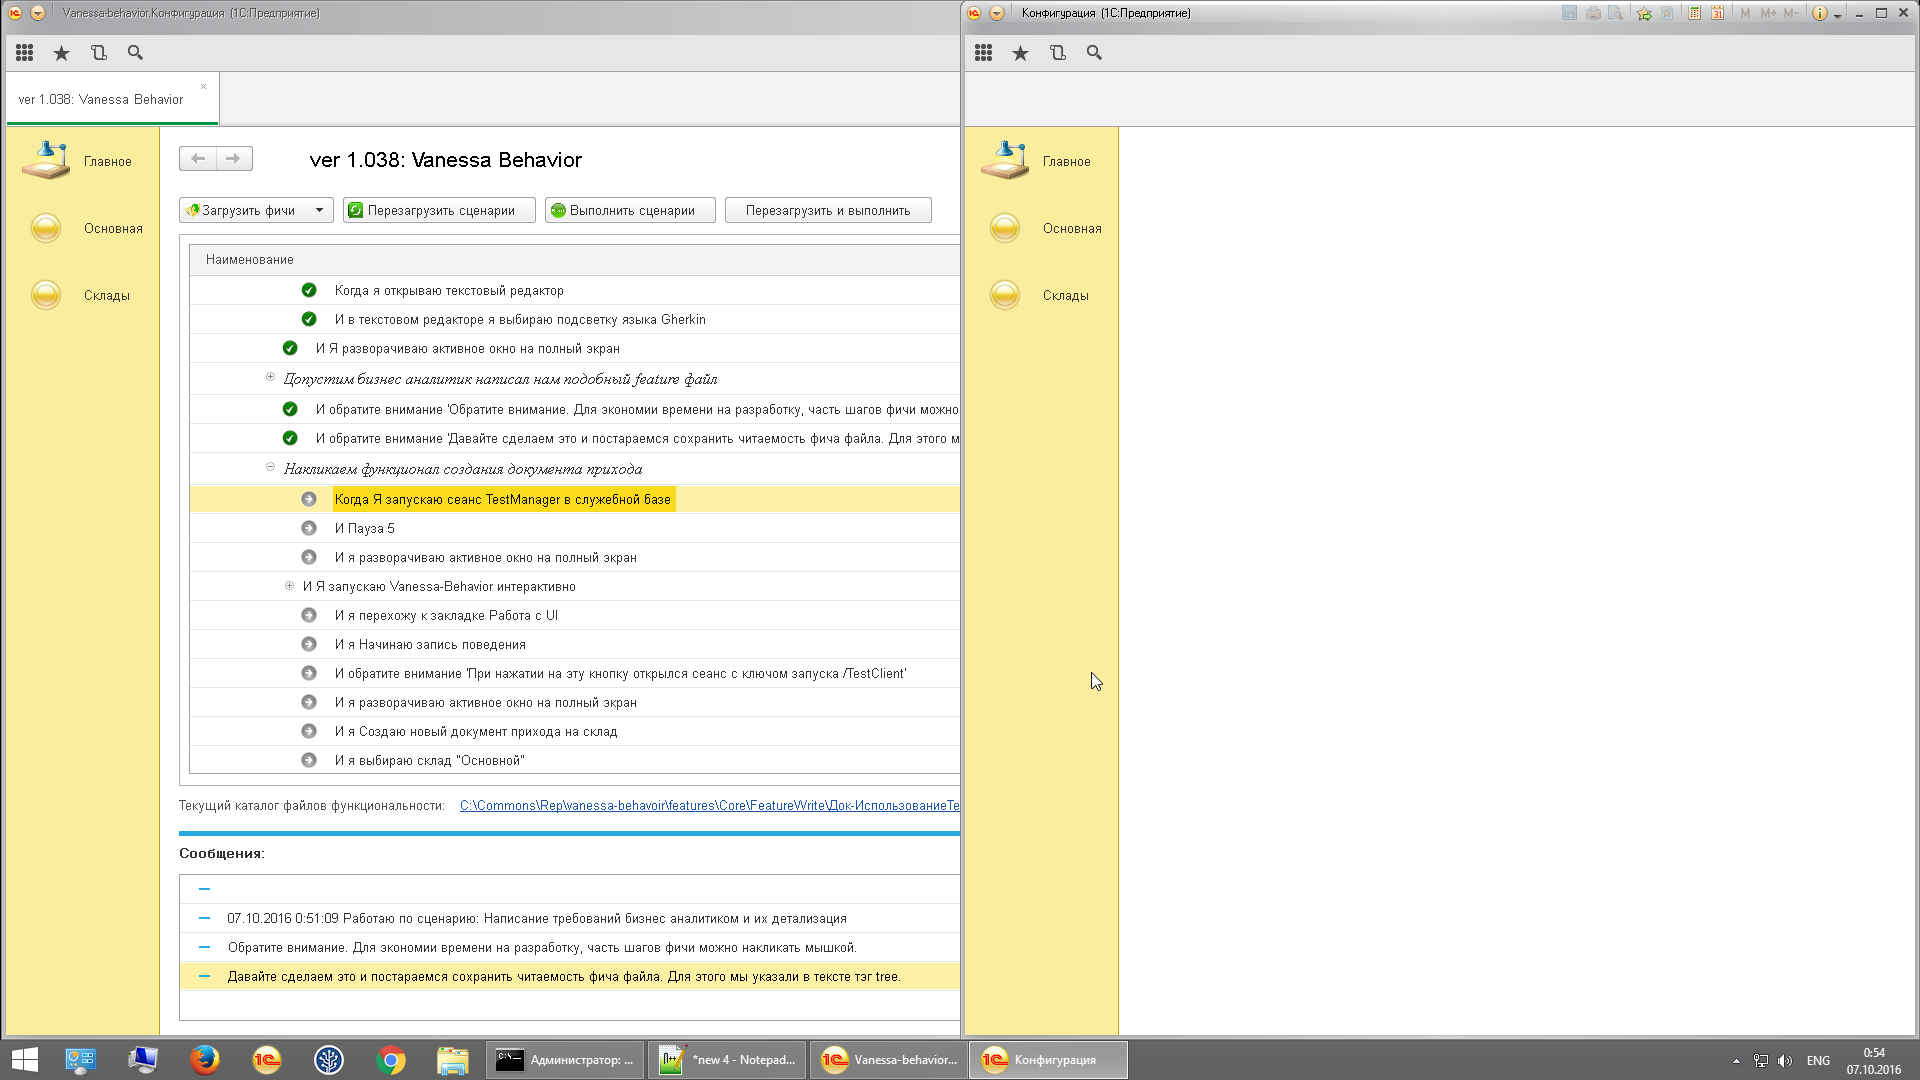 Vanessa-behavior.Конфигурация (1С:Предприятие)
ver 1.038: Vanessa Behavior
Главное
Основная
Склады
ver 1.038: Vanessa Behavior
Загрузить фичи
Перезагрузить сценарии
Выполнить сценарии
Перезагрузить и выполнить
Наименование
Когда я открываю текстовый редактор
И в текстовом редакторе я выбираю подсветку языка Gherkin
И Я разворачиваю активное окно на полный экран
Допустим бизнес аналитик написал нам подобный feature файл
И обратите внимание 'Обратите внимание. Для экономии времени на разработку, часть шагов фичи можно
И обратите внимание 'Давайте сделаем это и постараемся сохранить читаемость фича файла. Для этого м
Накликаем функционал создания документа прихода
Когда Я запускаю сеанс TestManager в служебной базе
И Пауза 5
И я разворачиваю активное окно на полный экран
И Я запускаю Vanessa-Behavior интерактивно
И я перехожу к закладке Работа с UI
И я Начинаю запись поведения
И обратите внимание 'При нажатии на эту кнопку открылся сеанс с ключом запуска /TestClient'
И я разворачиваю активное окно на полный экран
И я Создаю новый документ прихода на склад
И я выбираю склад "Основной"
Текущий каталог файлов функциональности: C:\Commons\Rep\vanessa-behavoir\features\Core\FeatureWrite\Док-ИспользованиеТе
Сообщения:
07.10.2016 0:51:09 Работаю по сценарию: Написание требований бизнес аналитиком и их детализация
Обратите внимание. Для экономии времени на разработку, часть шагов фичи можно накликать мышкой.
Давайте сделаем это и постараемся сохранить читаемость фича файла. Для этого мы указали в тексте тэг tree.
Конфигурация (1С:Предприятие)
M M+ M-
31
Главное
Основная
Склады
Администратор: ...
*new 4 - Notepad...
Vanessa-behavior...
Конфигурация
ENG
0:54
07.10.2016